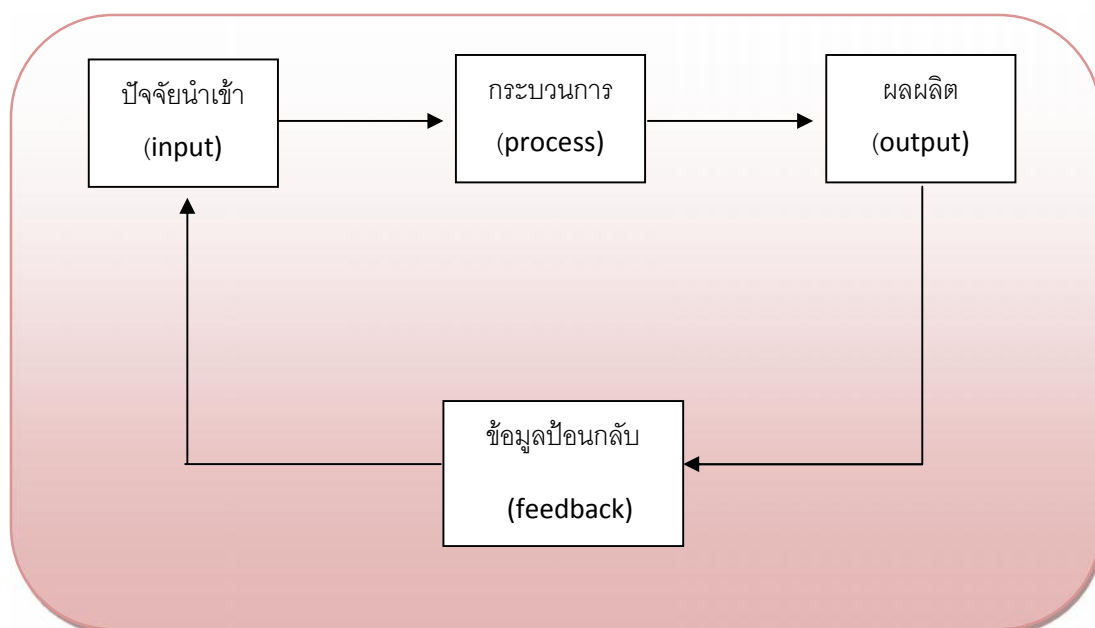 ปัจจัยนำเข้า
(input)
กระบวนการ
(process)
ผลผลิต
(output)
ข้อมูลป้อนกลับ
(feedback)